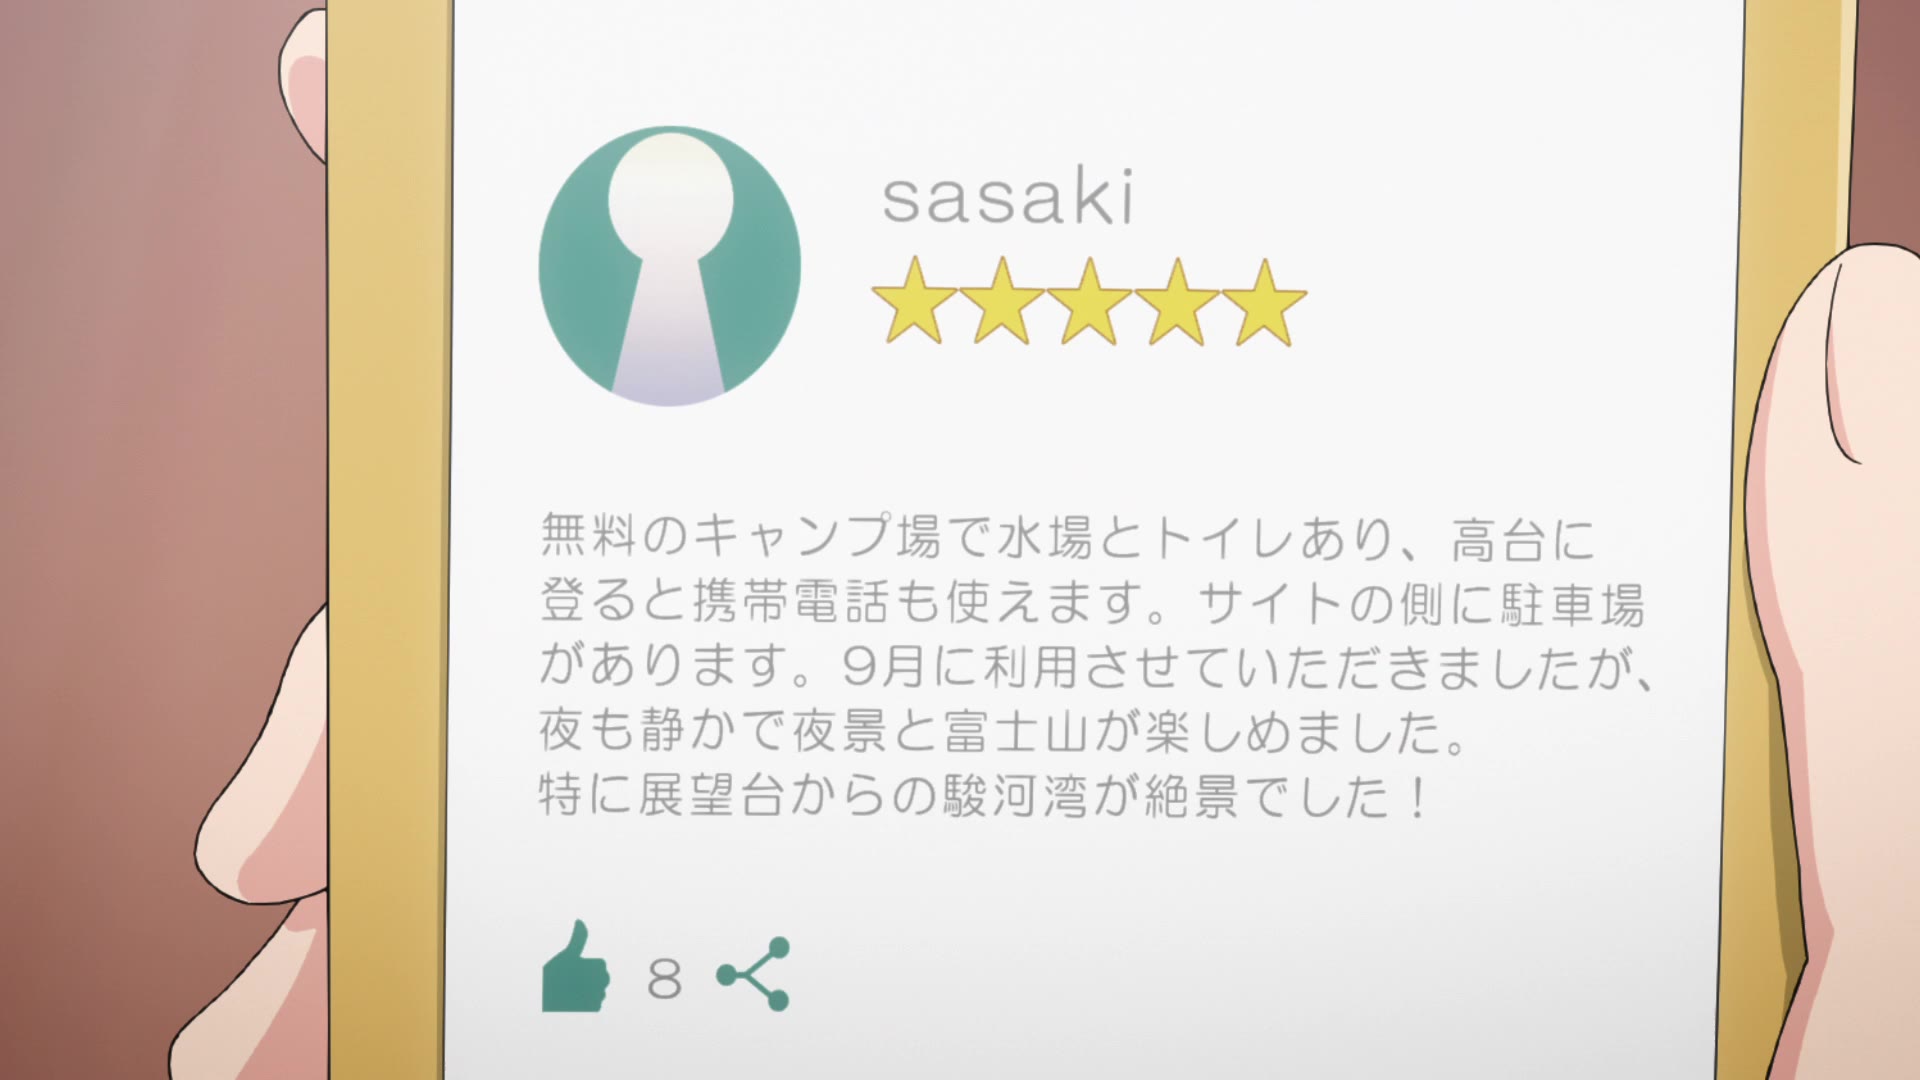 sasaki
無料のキャンプ場で水場とトイレあり、高台に
登ると携帯電話も使えます。サイトの側に駐車場
があります。9月に利用させていただきましたが、
夜も静かで夜景と富士山が楽しめました。
特に展望台からの駿河湾が絶景でした！
8